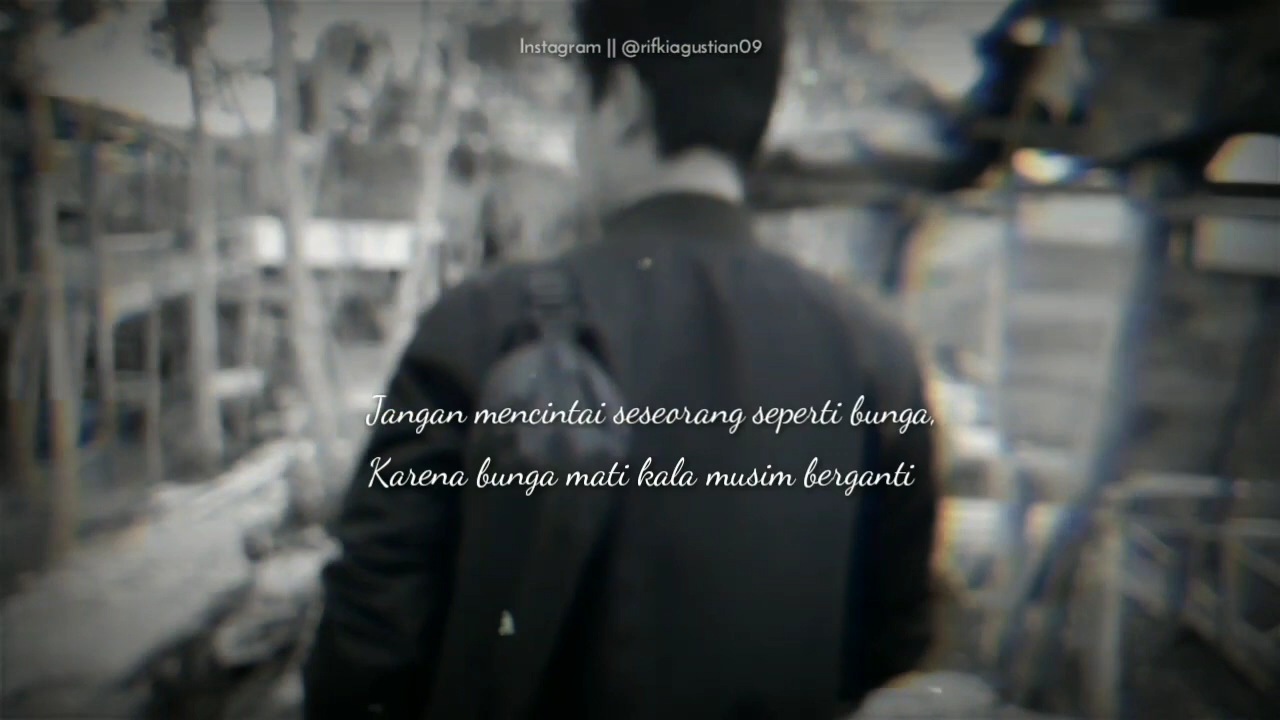 Instagram || @rifkiagustian09
Jangan mencintai seseorang seperti bunga,
Karena bunga mati kala musim berganti